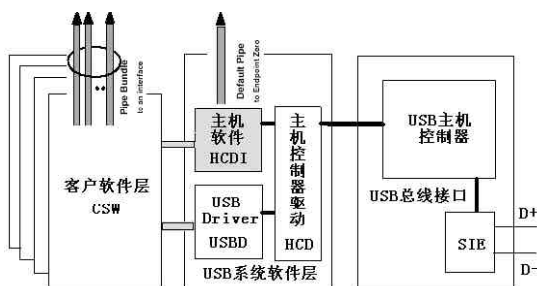 Pipe Bundle
to an interface
客户软件层
CSW
Default Pipe
to Endpoint Zero
主机
软件
HCDI
USB
Driver
USBD
主机控制器驱动
HCD
USB系统软件层
USB主机
控制器
USB总线接口
SIE
D+
D-